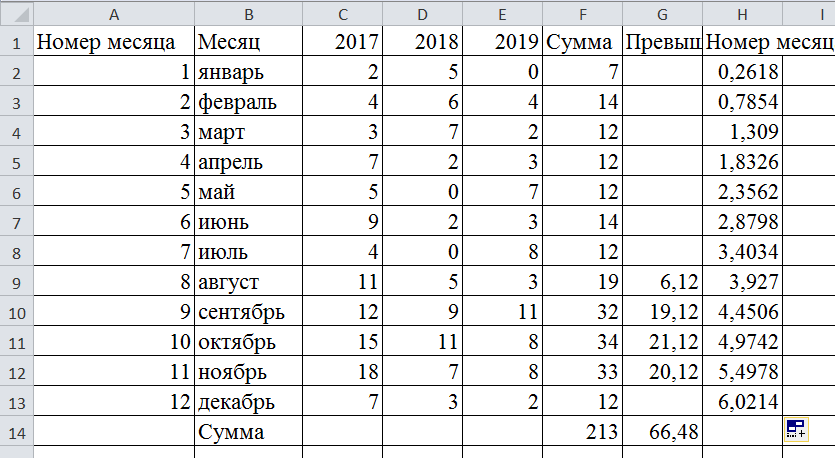 A B C D E F G H I
1 Номер месяца Месяц 2017 2018 2019 Сумма Превыш Номер месяц
2 1 январь 2 5 0 7 0,2618
3 2 февраль 4 6 4 14 0,7854
4 3 март 3 7 2 12 1,309
5 4 апрель 7 2 3 12 1,8326
6 5 май 5 0 7 12 2,3562
7 6 июнь 9 2 3 14 2,8798
8 7 июль 4 0 8 12 3,4034
9 8 август 11 5 3 19 6,12 3,927
10 9 сентябрь 12 9 11 32 19,12 4,4506
11 10 октябрь 15 11 8 34 21,12 4,9742
12 11 ноябрь 18 7 8 33 20,12 5,4978
13 12 декабрь 7 3 2 12 6,0214
14 Сумма 213 66,48